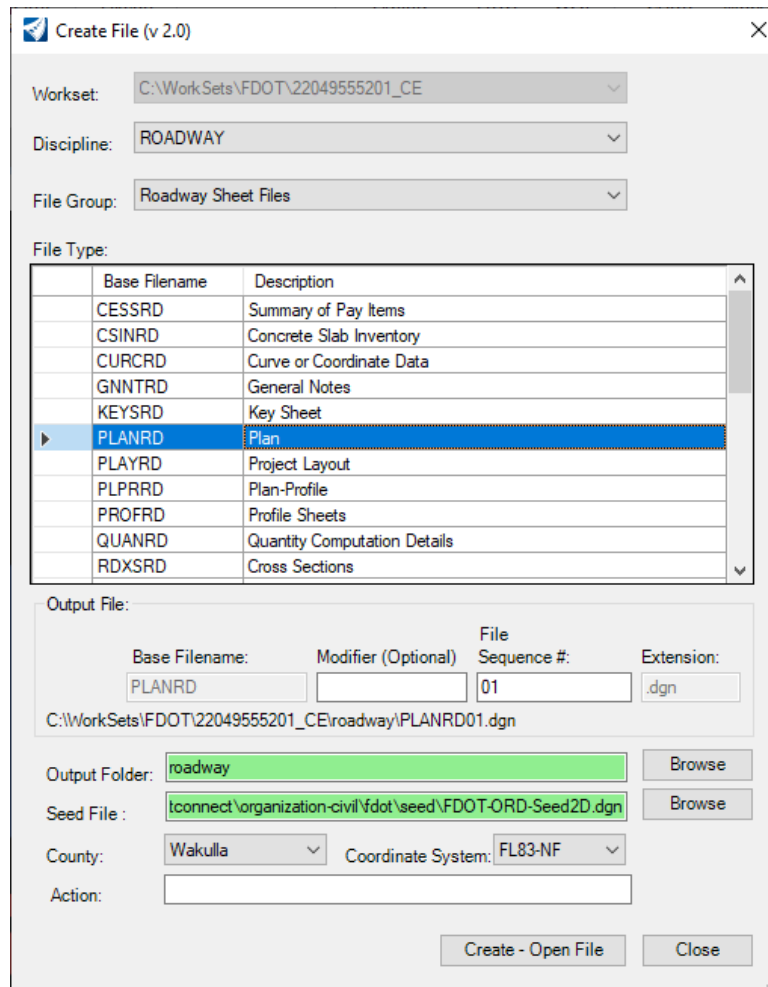 Create File (v 2.0)
Workset: C:\WorkSets\FDOT\22049555201_CE
Discipline: ROADWAY
File Group: Roadway Sheet Files
File Type:
Base Filename Description
CESSRD Summary of Pay Items
CSINRD Concrete Slab Inventory
CURCRD Curve or Coordinate Data
GNNTRD General Notes
KEYSRD Key Sheet
PLANRD Plan
PLAYRD Project Layout
PLPRRD Plan-Profile
PROFRD Profile Sheets
QUANRD Quantity Computation Details
RDXSRD Cross Sections
Output File:
Base Filename: Modifier (Optional) File Sequence #: Extension:
PLANRD 01 .dgn
C:\WorkSets\FDOT\22049555201_CE\roadway\PLANRD01.dgn
Output Folder: roadway Browse
Seed File : tconnect\organization-civil\fdot\seed\FDOT-ORD-Seed2D.dgn Browse
County: Wakulla Coordinate System: FL83-NF
Action:
Create - Open File Close